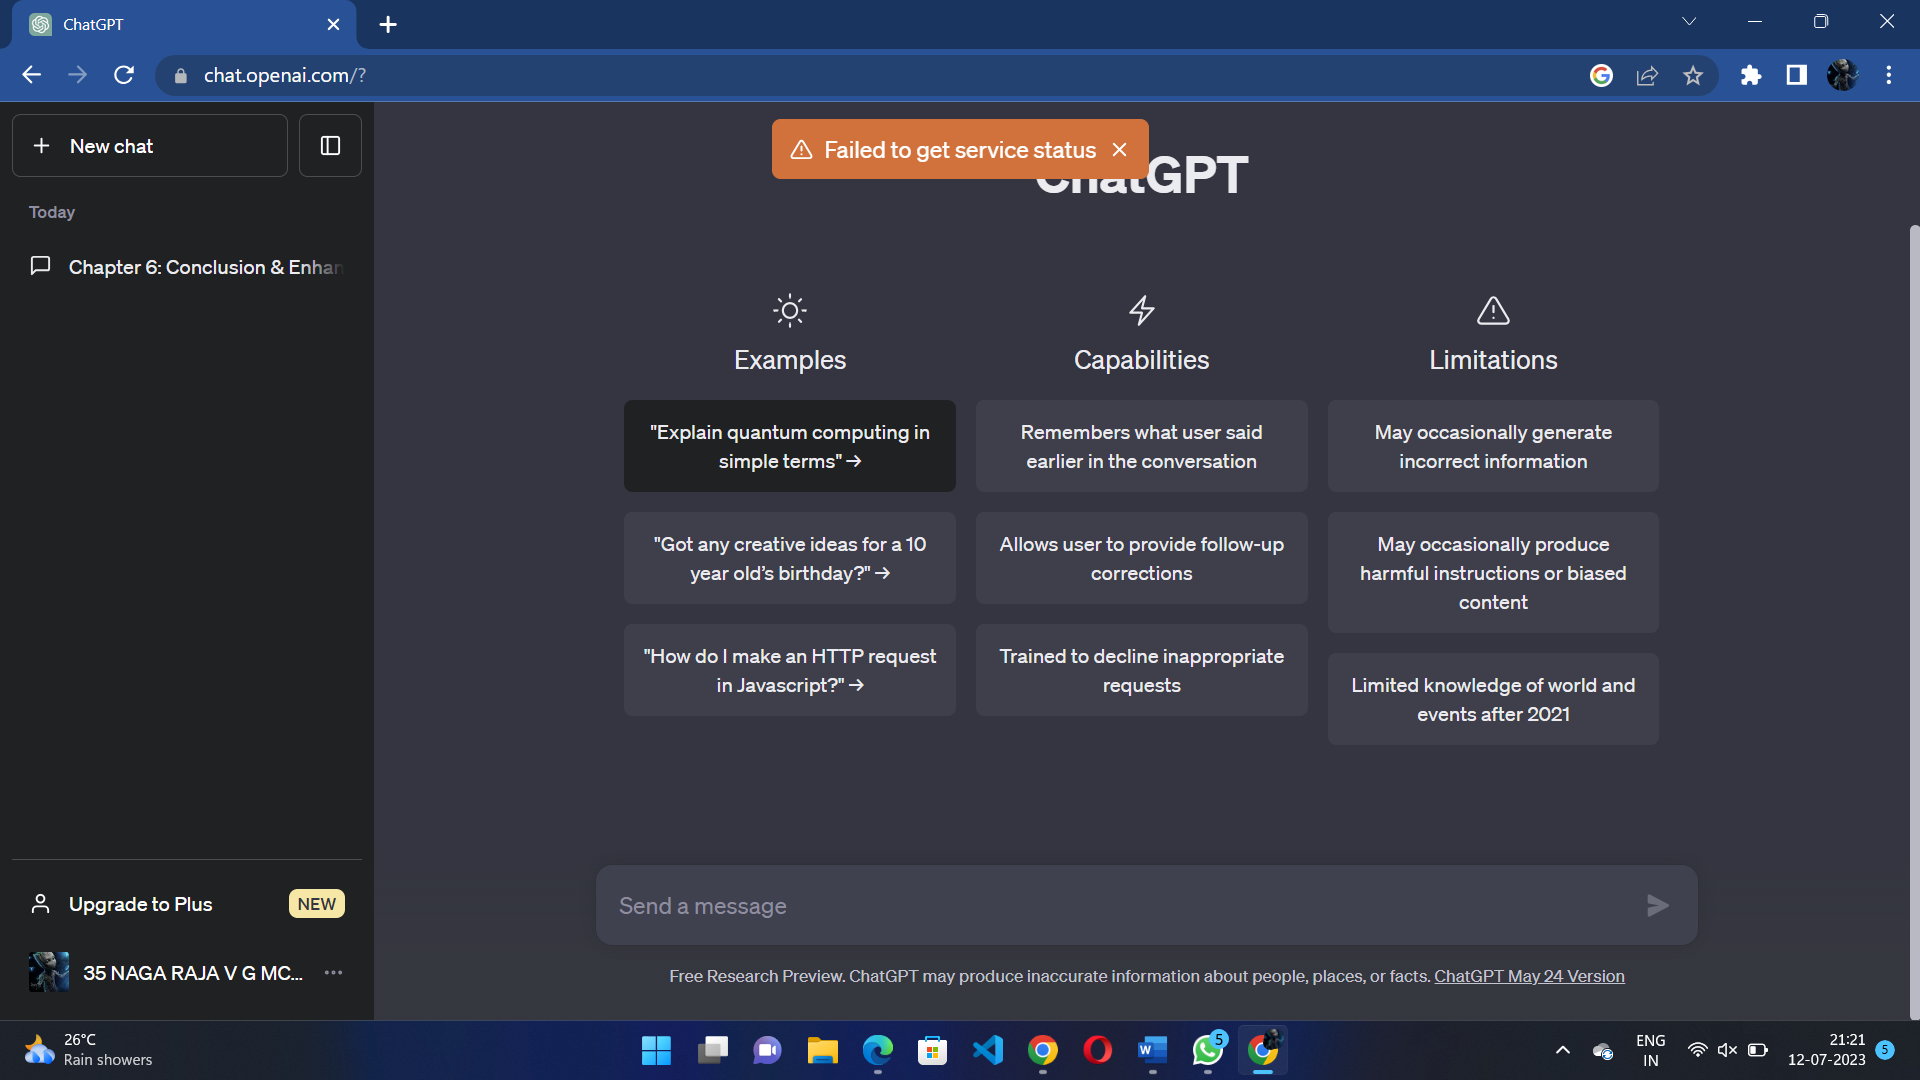 ChatGPT
chat.openai.com/?
New chat
Today
Chapter 6: Conclusion & Enhan
Failed to get service status
ChatGPT
Examples
"Explain quantum computing in
simple terms" →
"Got any creative ideas for a 10
year old’s birthday?" →
"How do I make an HTTP request
in Javascript?" →
Capabilities
Remembers what user said
earlier in the conversation
Allows user to provide follow-up
corrections
Trained to decline inappropriate
requests
Limitations
May occasionally generate
incorrect information
May occasionally produce
harmful instructions or biased
content
Limited knowledge of world and
events after 2021
Upgrade to Plus NEW
35 NAGA RAJA V G MC...
Send a message
Free Research Preview. ChatGPT may produce inaccurate information about people, places, or facts. ChatGPT May 24 Version
26°C
Rain showers
W
5
ENG
IN
21:21
12-07-2023
5